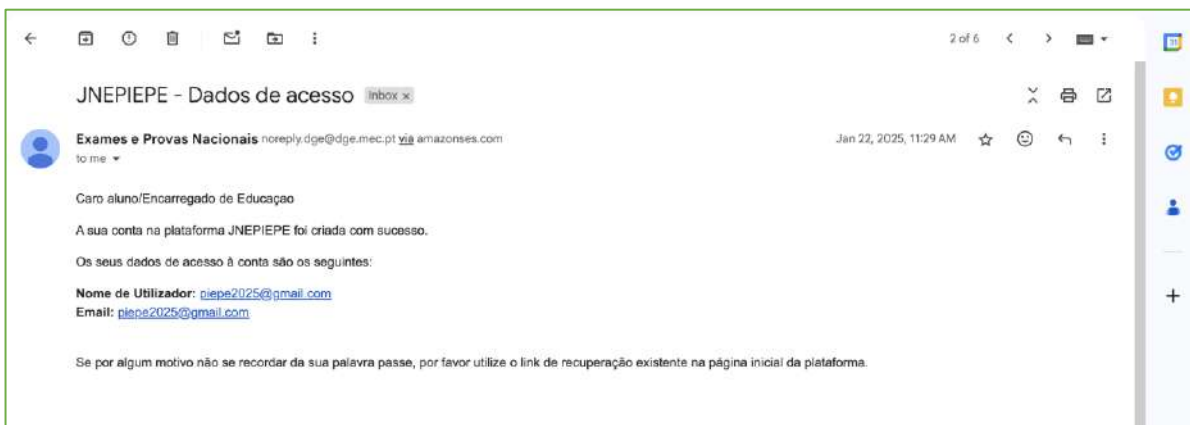 2 of 6
JNEPIEPE - Dados de acesso Inbox x
Exames e Provas Nacionais noreply.dge@dge.mec.pt via amazonses.com
Jan 22, 2025, 11:29 AM
to me
Caro aluno/Encarregado de Educaçao
A sua conta na plataforma JNEPIEPE foi criada com sucesso.
Os seus dados de acesso à conta são os seguintes:
Nome de Utilizador: piepe2025@gmail.com
Email: piepe2025@gmail.com
Se por algum motivo não se recordar da sua palavra passe, por favor utilize o link de recuperação existente na página inicial da plataforma.
31